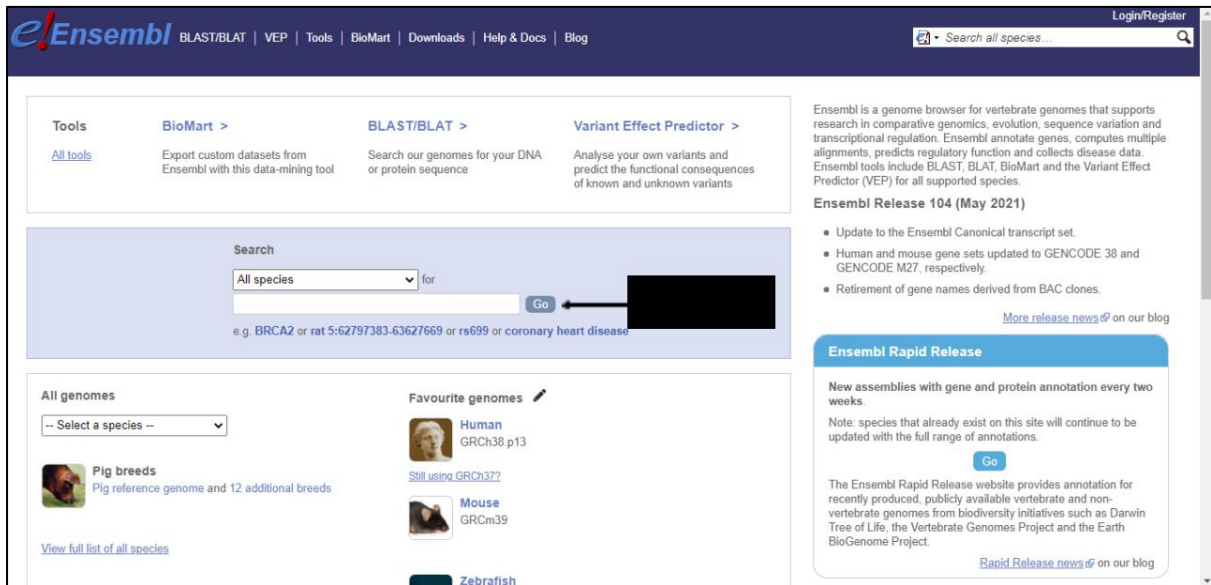 Login/Register
e!Ensembl BLAST/BLAT | VEP | Tools | BioMart | Downloads | Help & Docs | Blog
Search all species...
Tools
All tools
BioMart >
Export custom datasets from
Ensembl with this data-mining tool
BLAST/BLAT >
Search our genomes for your DNA
or protein sequence
Variant Effect Predictor >
Analyse your own variants and
predict the functional consequences
of known and unknown variants
Search
All species for
Go
e.g. BRCA2 or rat 5:62797383-63627669 or rs699 or coronary heart disease
All genomes
-- Select a species --
Pig breeds
Pig reference genome and 12 additional breeds
View full list of all species
Favourite genomes
Human
GRCh38.p13
Still using GRCh37?
Mouse
GRCm39
Zebrafish
Ensembl is a genome browser for vertebrate genomes that supports
research in comparative genomics, evolution, sequence variation and
transcriptional regulation. Ensembl annotate genes, computes multiple
alignments, predicts regulatory function and collects disease data.
Ensembl tools include BLAST, BLAT, BioMart and the Variant Effect
Predictor (VEP) for all supported species.
Ensembl Release 104 (May 2021)
Update to the Ensembl Canonical transcript set.
Human and mouse gene sets updated to GENCODE 38 and
GENCODE M27, respectively.
Retirement of gene names derived from BAC clones.
More release news on our blog
Ensembl Rapid Release
New assemblies with gene and protein annotation every two
weeks.
Note: species that already exist on this site will continue to be
updated with the full range of annotations.
Go
The Ensembl Rapid Release website provides annotation for
recently produced, publicly available vertebrate and non-
vertebrate genomes from biodiversity initiatives such as Darwin
Tree of Life, the Vertebrate Genomes Project and the Earth
BioGenome Project.
Rapid Release news on our blog